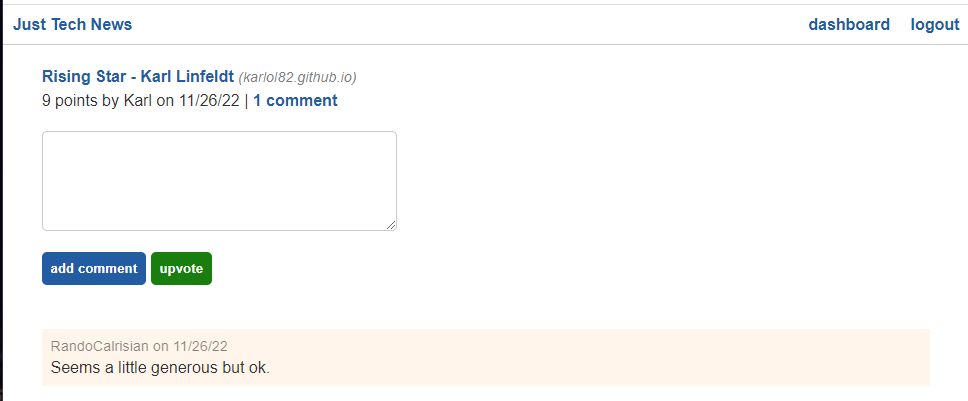 Just Tech News dashboard logout
Rising Star - Karl Linfeldt (karlol82.github.io)
9 points by Karl on 11/26/22 | 1 comment
add comment upvote
RandoCalrisian on 11/26/22
Seems a little generous but ok.